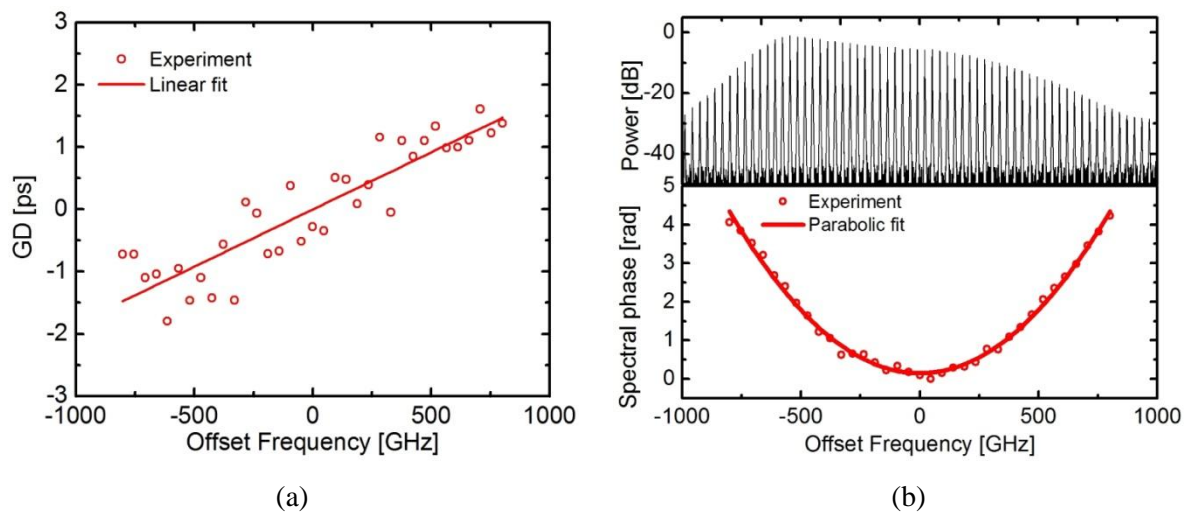 3
2
1
0
-1
-2
-3
GD [ps]
Experiment
Linear fit
-1000 -500 0 500 1000
Offset Frequency [GHz]
(a)
0
-20
-40
Power [dB]
5
4
3
2
1
0
Spectral phase [rad]
Experiment
Parabolic fit
-1000 -500 0 500 1000
Offset Frequency [GHz]
(b)